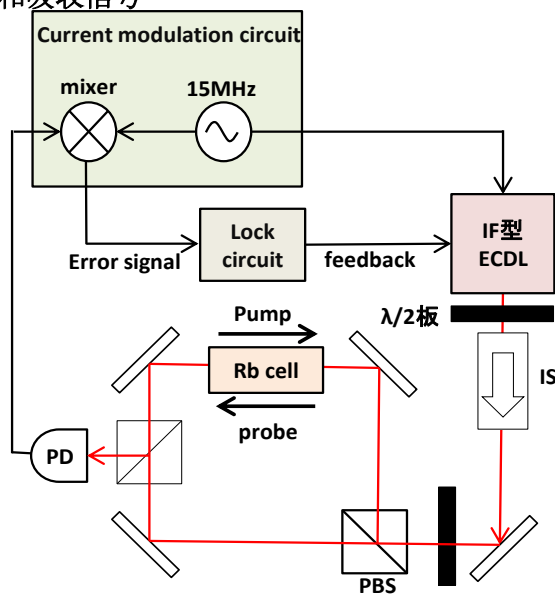 Current modulation circuit
mixer
15MHz
Error signal
Lock
circuit
feedback
IF型
ECDL
λ/2板
IS
Pump
Rb cell
probe
PD
PBS